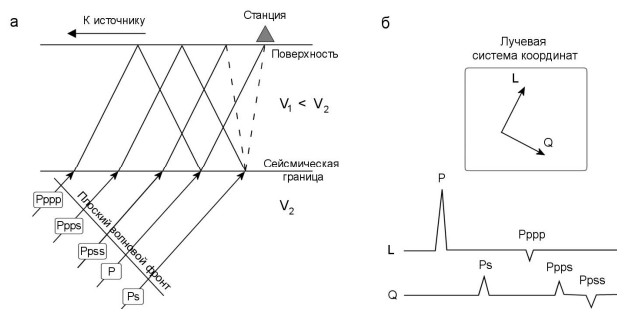 а
К источнику
Станция
Поверхность
V1 < V2
Сейсмическая
граница
V2
Плоский волновой фронт
Pppp
Ppps
Ppss
P
Ps
б
Лучевая
система координат
L
Q
P
Pppp
L
Ps
Ppps
Ppss
Q